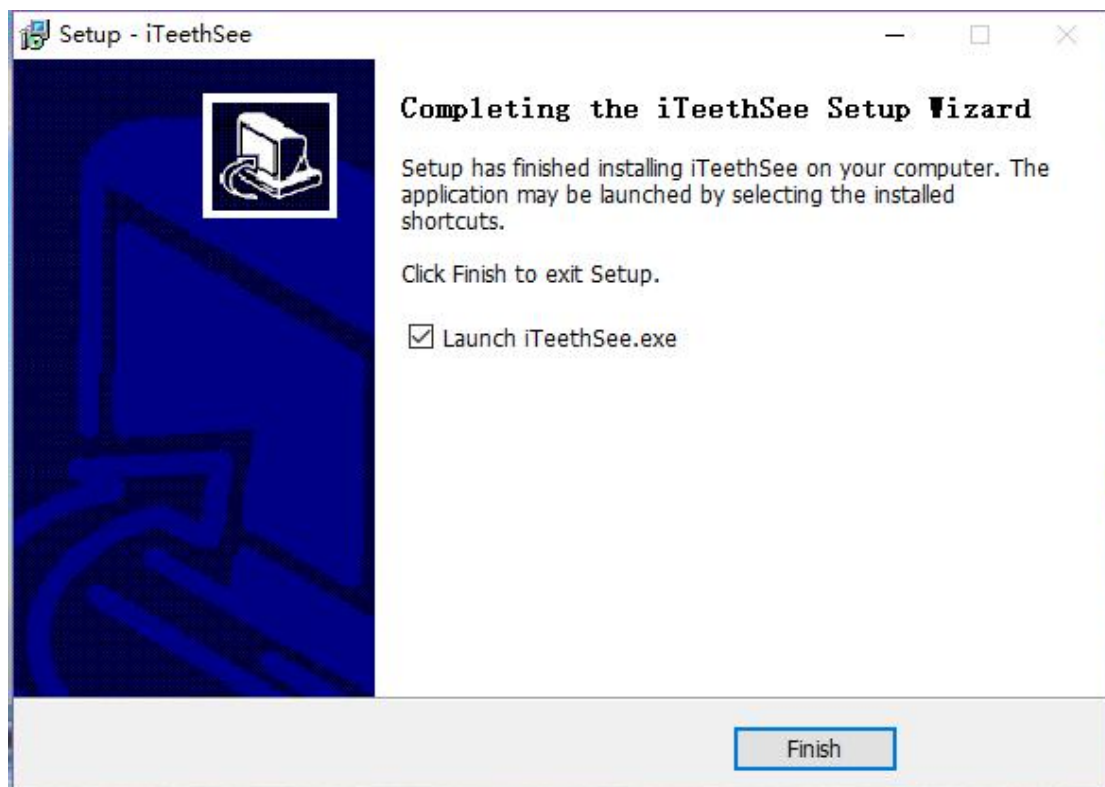 Setup - iTeethSee
Completing the iTeethSee Setup Wizard
Setup has finished installing iTeethSee on your computer. The
application may be launched by selecting the installed
shortcuts.
Click Finish to exit Setup.
Launch iTeethSee.exe
Finish